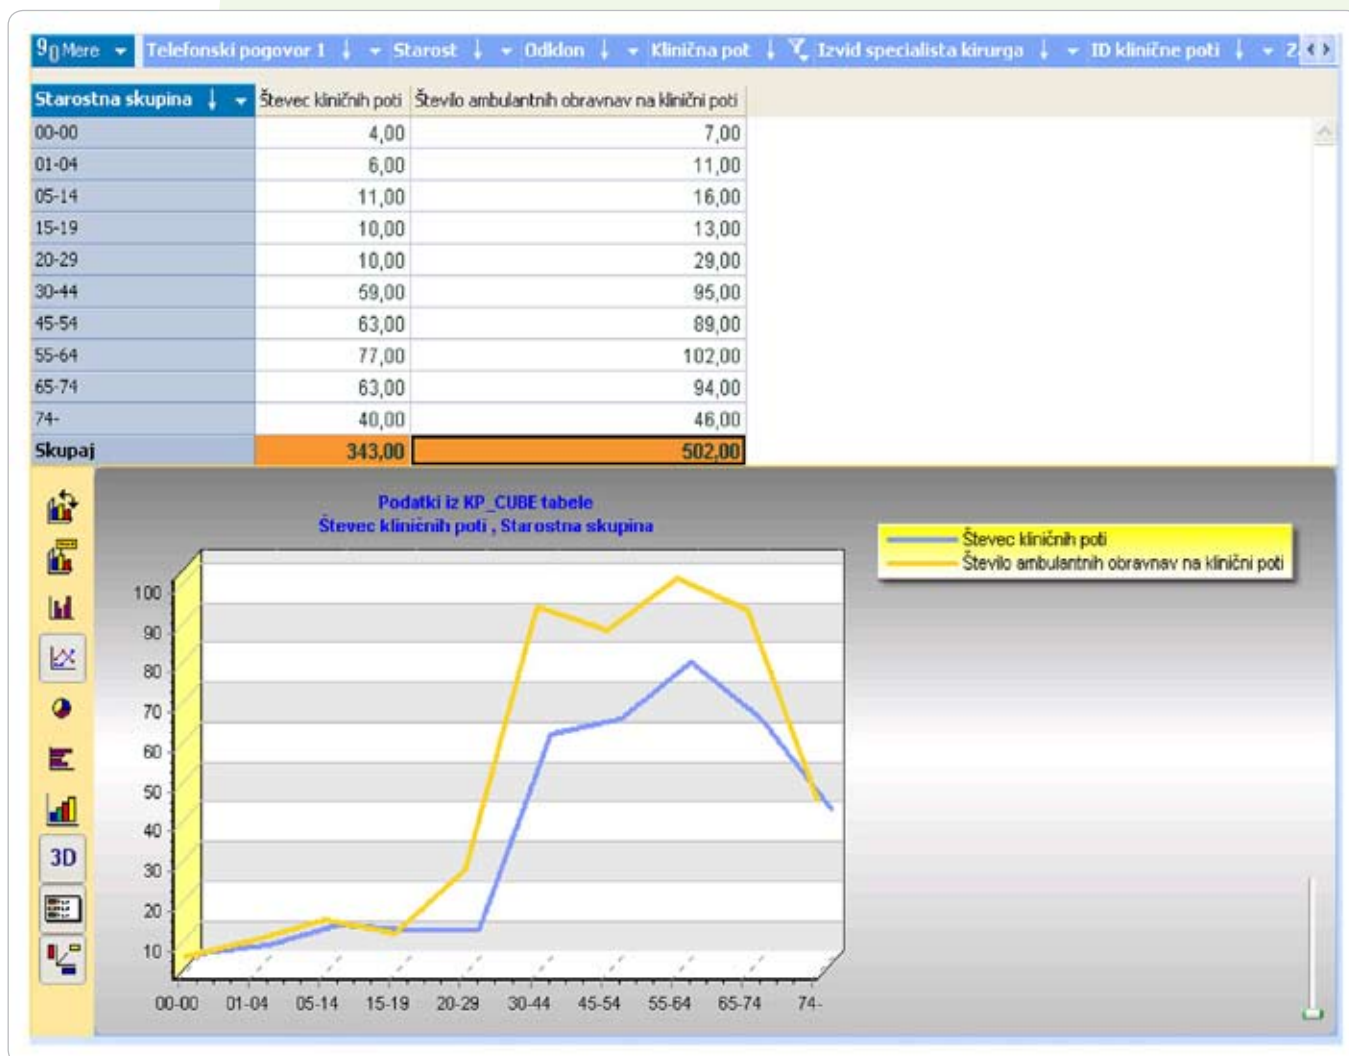 90 Mere Telefonski pogovor 1 Starost Odklon Klinična pot Izvid specialista kirurga ID klinične poti
Starostna skupina Števec kliničnih poti Število ambulantnih obravnav na klinični poti
00-00 4,00 7,00
01-04 6,00 11,00
05-14 11,00 16,00
15-19 10,00 13,00
20-29 10,00 29,00
30-44 59,00 95,00
45-54 63,00 89,00
55-64 77,00 102,00
65-74 63,00 94,00
74- 40,00 46,00
Skupaj 343,00 502,00
Podatki iz KP_CUBE tabele
Števec kliničnih poti , Starostna skupina
Števec kliničnih poti
Število ambulantnih obravnav na klinični poti
100
90
80
70
60
50
40
30
20
10
00-00 01-04 05-14 15-19 20-29 30-44 45-54 55-64 65-74 74-
3D